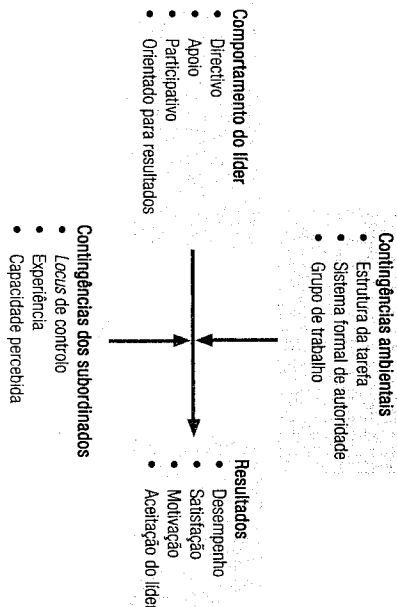 Comportamento do líder
• Directivo
• Apoio
• Participativo
• Orientado para resultados
Contingências ambientais
• Estrutura da tarefa
• Sistema formal de autoridade
• Grupo de trabalho
Contingências dos subordinados
• Locus de controlo
• Experiência
• Capacidade percebida
Resultados
• Desempenho
• Satisfação
• Motivação
• Aceitação do líder